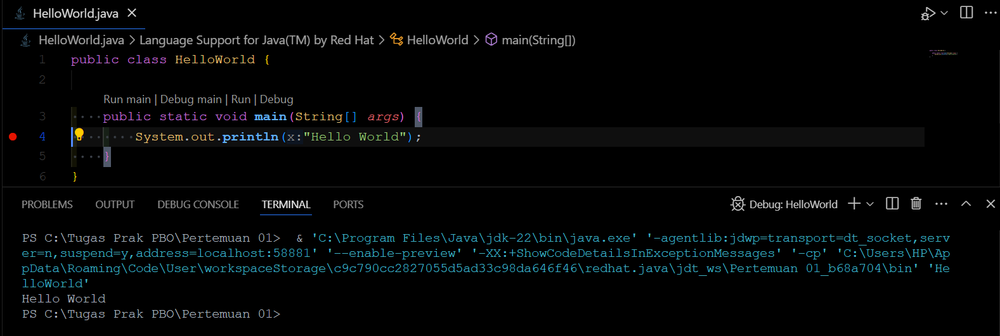 HelloWorld.java
HelloWorld.java > Language Support for Java(TM) by Red Hat > HelloWorld > main(String[])
1 public class HelloWorld {
2
Run main | Debug main | Run | Debug
3 public static void main(String[] args) {
4 System.out.println(x:"Hello World");
5 }
6 }
PROBLEMS OUTPUT DEBUG CONSOLE TERMINAL PORTS Debug: HelloWorld
PS C:\Tugas Prak PBO\Pertemuan 01>  & 'C:\Program Files\Java\jdk-22\bin\java.exe' '-agentlib:jdwp=transport=dt_socket,serv
er=n,suspend=y,address=localhost:58881' '--enable-preview' '-XX:+ShowCodeDetailsInExceptionMessages' '-cp' 'C:\Users\HP\Ap
pData\Roaming\Code\User\workspaceStorage\c9c790cc2827055d5ad33c98da646f46\redhat.java\jdt_ws\Pertemuan 01_b68a704\bin' 'He
lloWorld'
Hello World
PS C:\Tugas Prak PBO\Pertemuan 01>